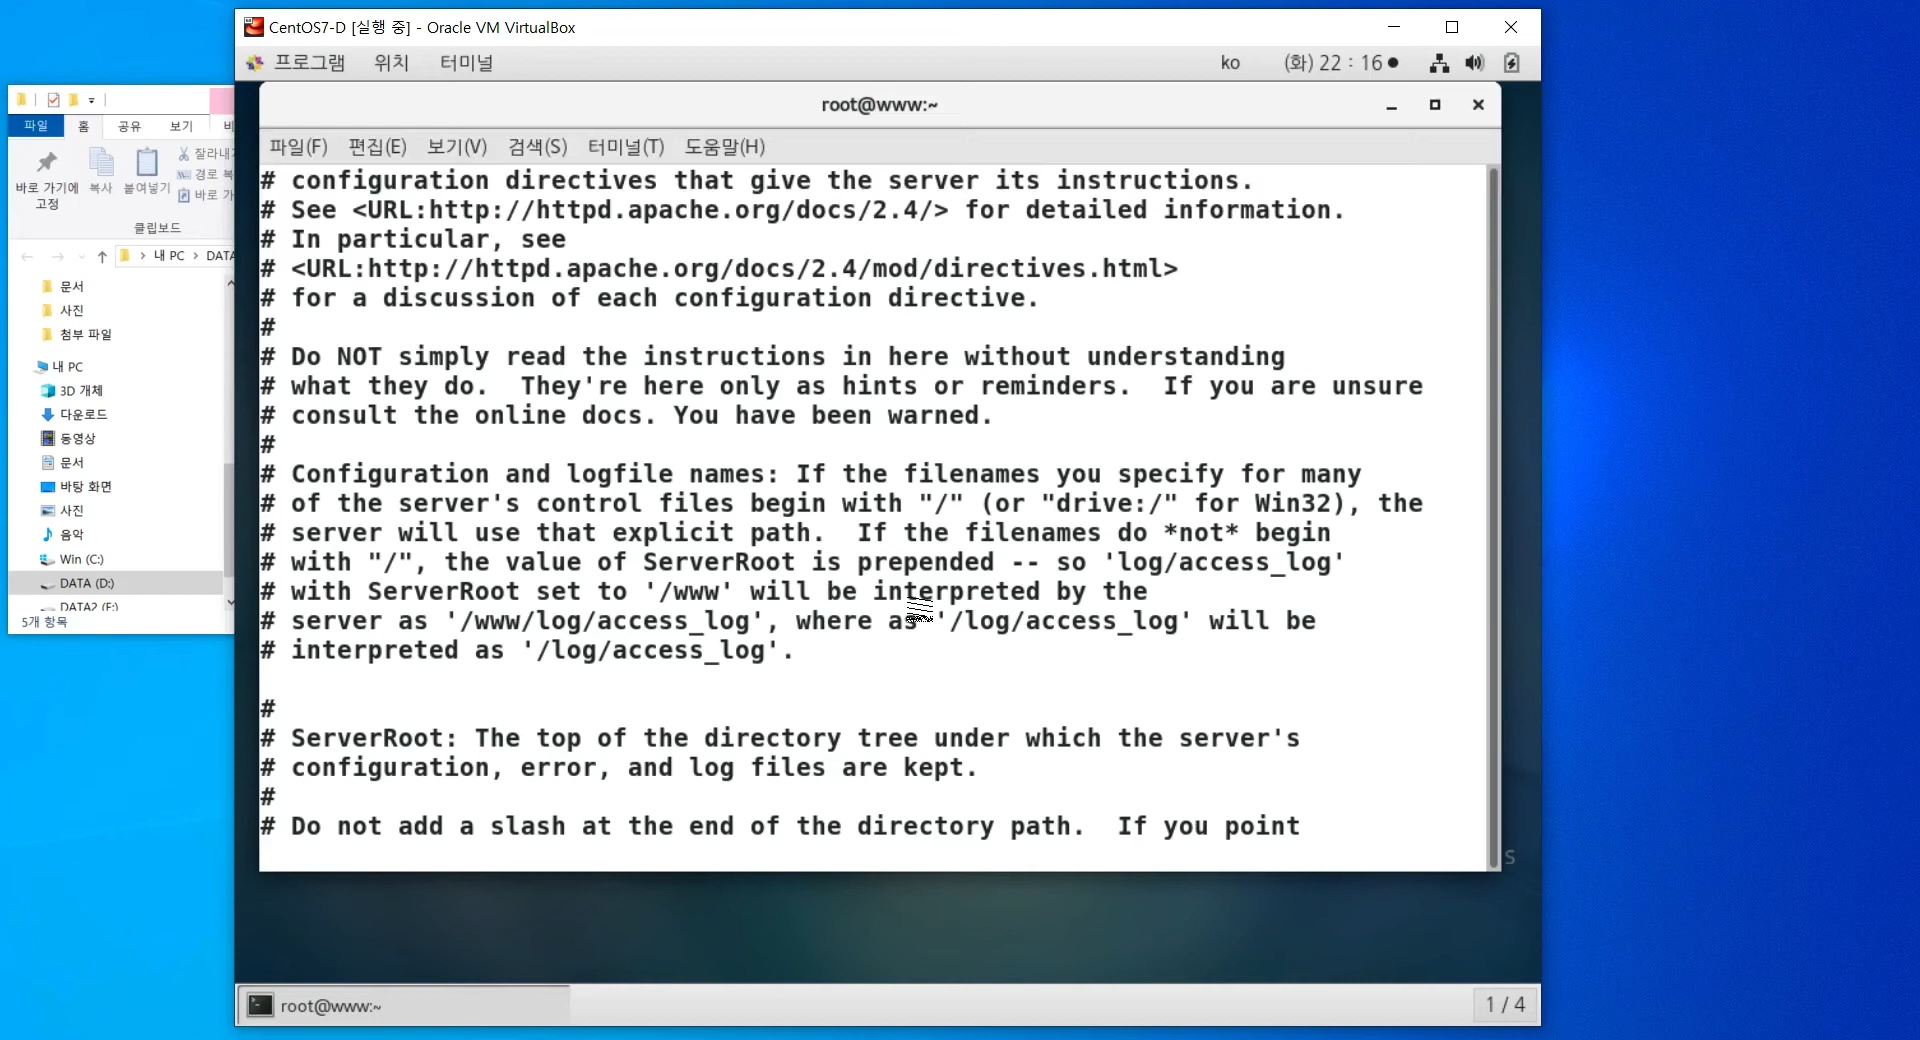 CentOS7-D [실행 중] - Oracle VM VirtualBox
프로그램 위치 터미널 ko (화) 22 : 16
root@www:~
파일(F) 편집(E) 보기(V) 검색(S) 터미널(T) 도움말(H)
# configuration directives that give the server its instructions.
# See <URL:http://httpd.apache.org/docs/2.4/> for detailed information.
# In particular, see
# <URL:http://httpd.apache.org/docs/2.4/mod/directives.html>
# for a discussion of each configuration directive.
#
# Do NOT simply read the instructions in here without understanding
# what they do.  They're here only as hints or reminders.  If you are unsure
# consult the online docs. You have been warned.
#
# Configuration and logfile names: If the filenames you specify for many
# of the server's control files begin with "/" (or "drive:/" for Win32), the
# server will use that explicit path.  If the filenames do *not* begin
# with "/", the value of ServerRoot is prepended -- so 'log/access_log'
# with ServerRoot set to '/www' will be interpreted by the
# server as '/www/log/access_log', where as '/log/access_log' will be
# interpreted as '/log/access_log'.
#
# ServerRoot: The top of the directory tree under which the server's
# configuration, error, and log files are kept.
#
# Do not add a slash at the end of the directory path.  If you point
S
root@www:~
1 / 4
파일 홈 공유 보기
바로 가기에
고정
복사
붙여넣기
잘라내
경로 복
바로 가
클립보드
내 PC > DATA
문서
사진
첨부 파일
내 PC
3D 개체
다운로드
동영상
문서
바탕 화면
사진
음악
Win (C:)
DATA (D:)
DATA2 (F:)
5개 항목